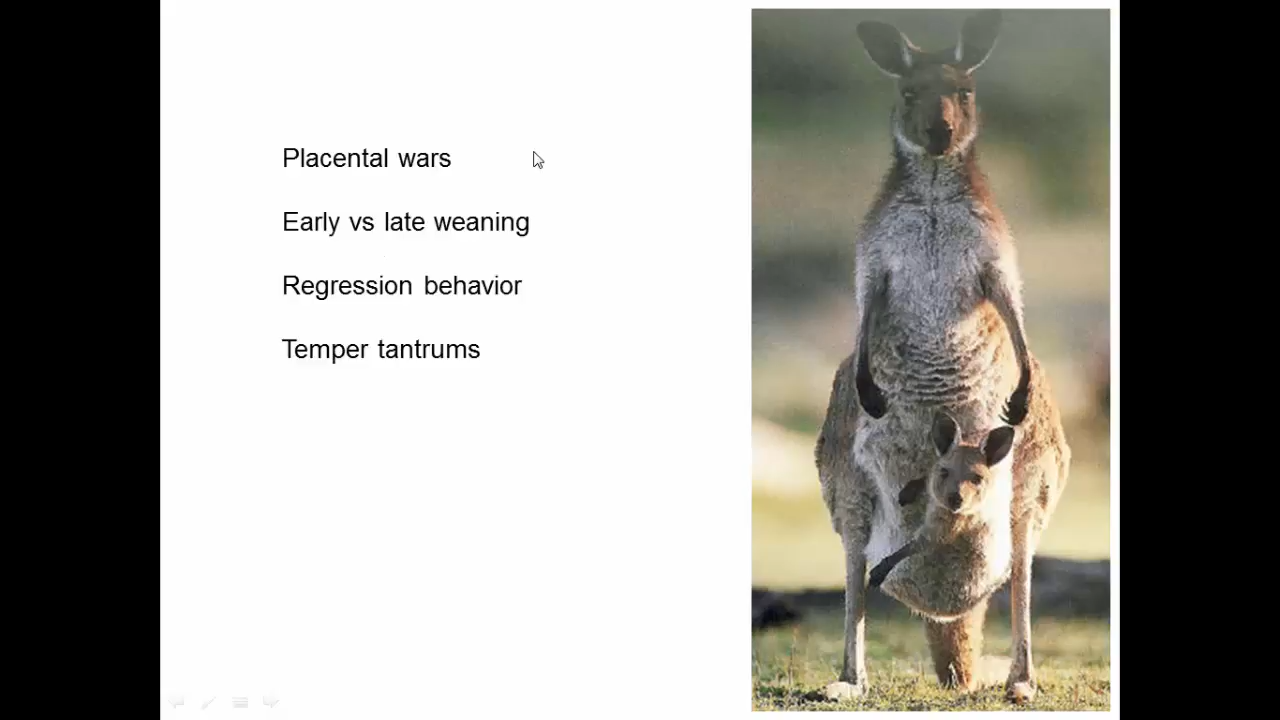 Placental wars
Early vs late weaning
Regression behavior
Temper tantrums